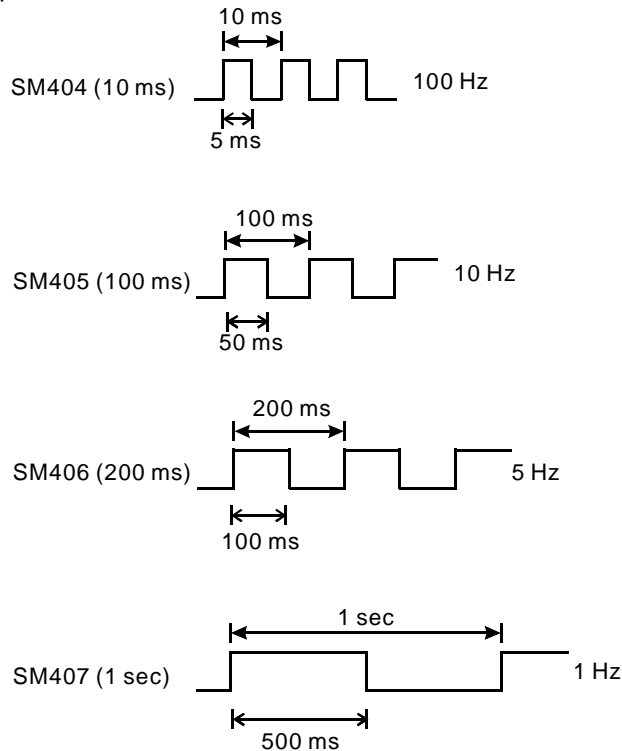 10 ms
SM404 (10 ms)
100 Hz
5 ms
100 ms
SM405 (100 ms)
10 Hz
50 ms
200 ms
SM406 (200 ms)
5 Hz
100 ms
1 sec
SM407 (1 sec)
1 Hz
500 ms